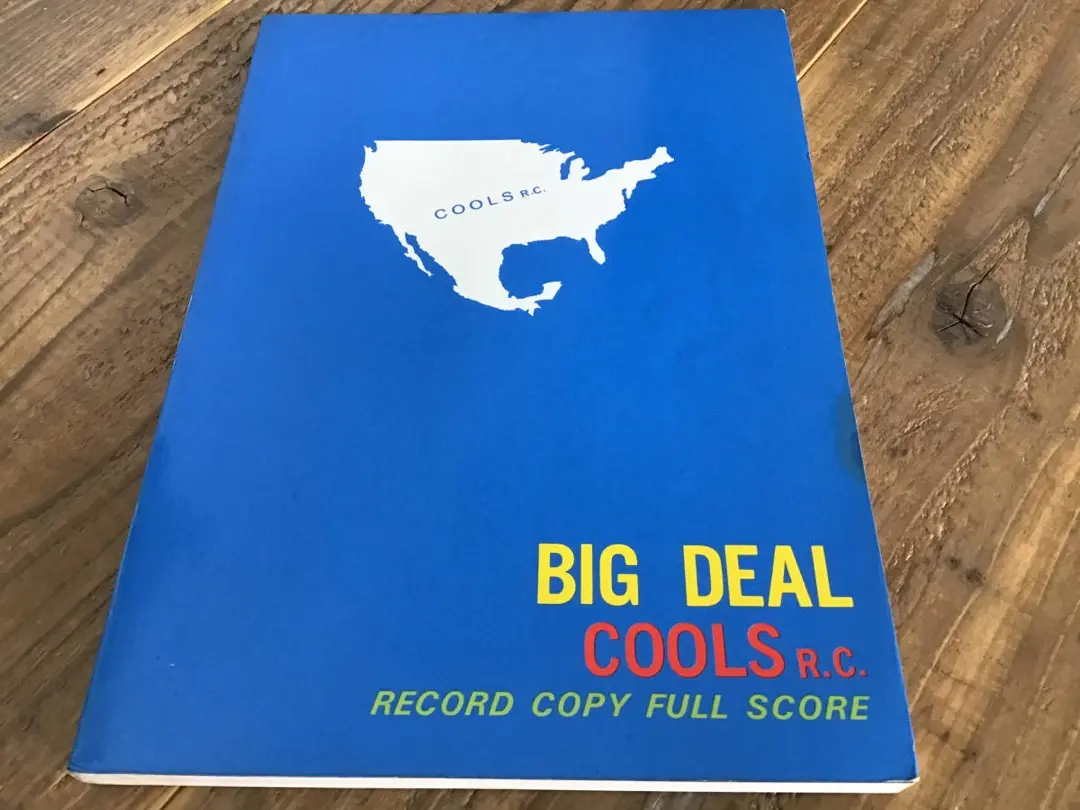 COOLS R.C.
BIG DEAL
COOLS R.C.
RECORD COPY FULL SCORE